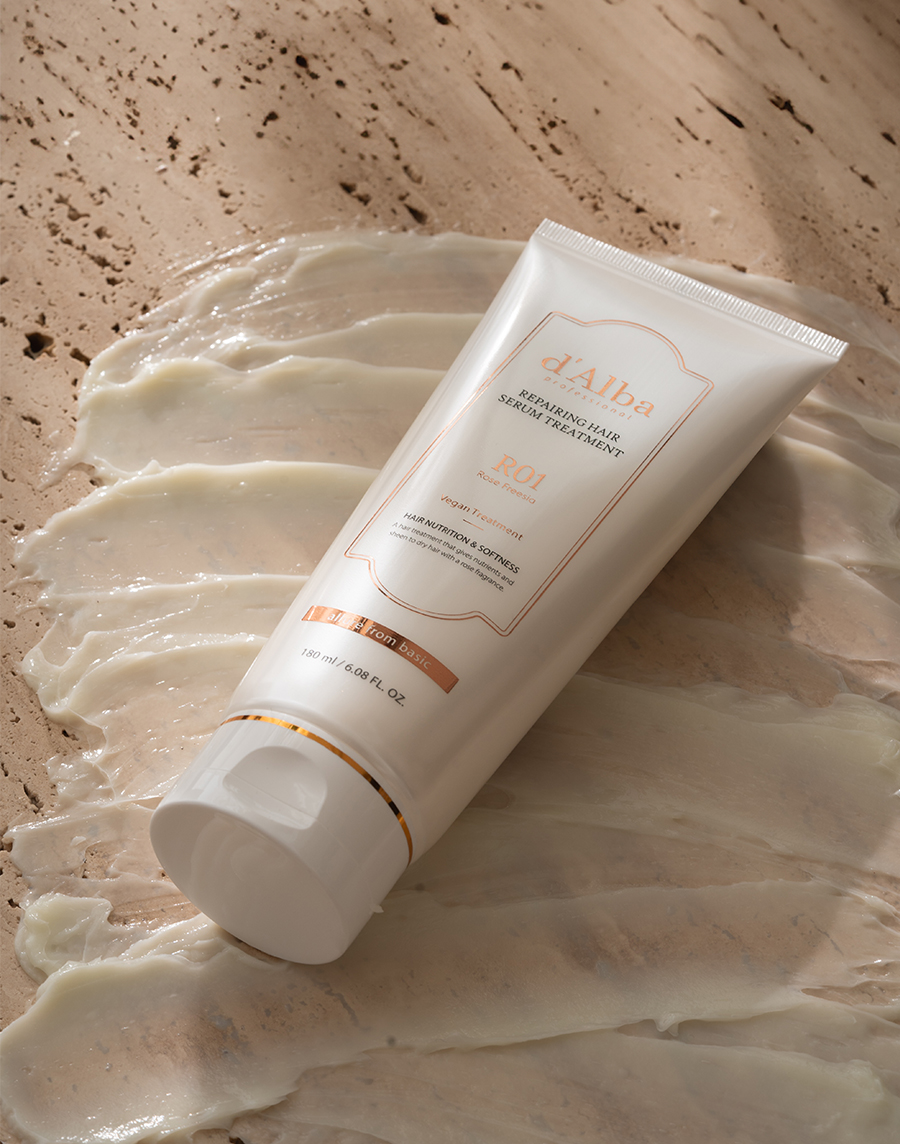 d'Alba
professional
REPAIRING HAIR
SERUM TREATMENT
R01
Rose Freesia
Vegan Treatment
HAIR NUTRITION & SOFTNESS
A hair treatment that gives nutrients and
sheen to dry hair with a rose fragrance.
from basic
180 ml / 6.08 FL. OZ.